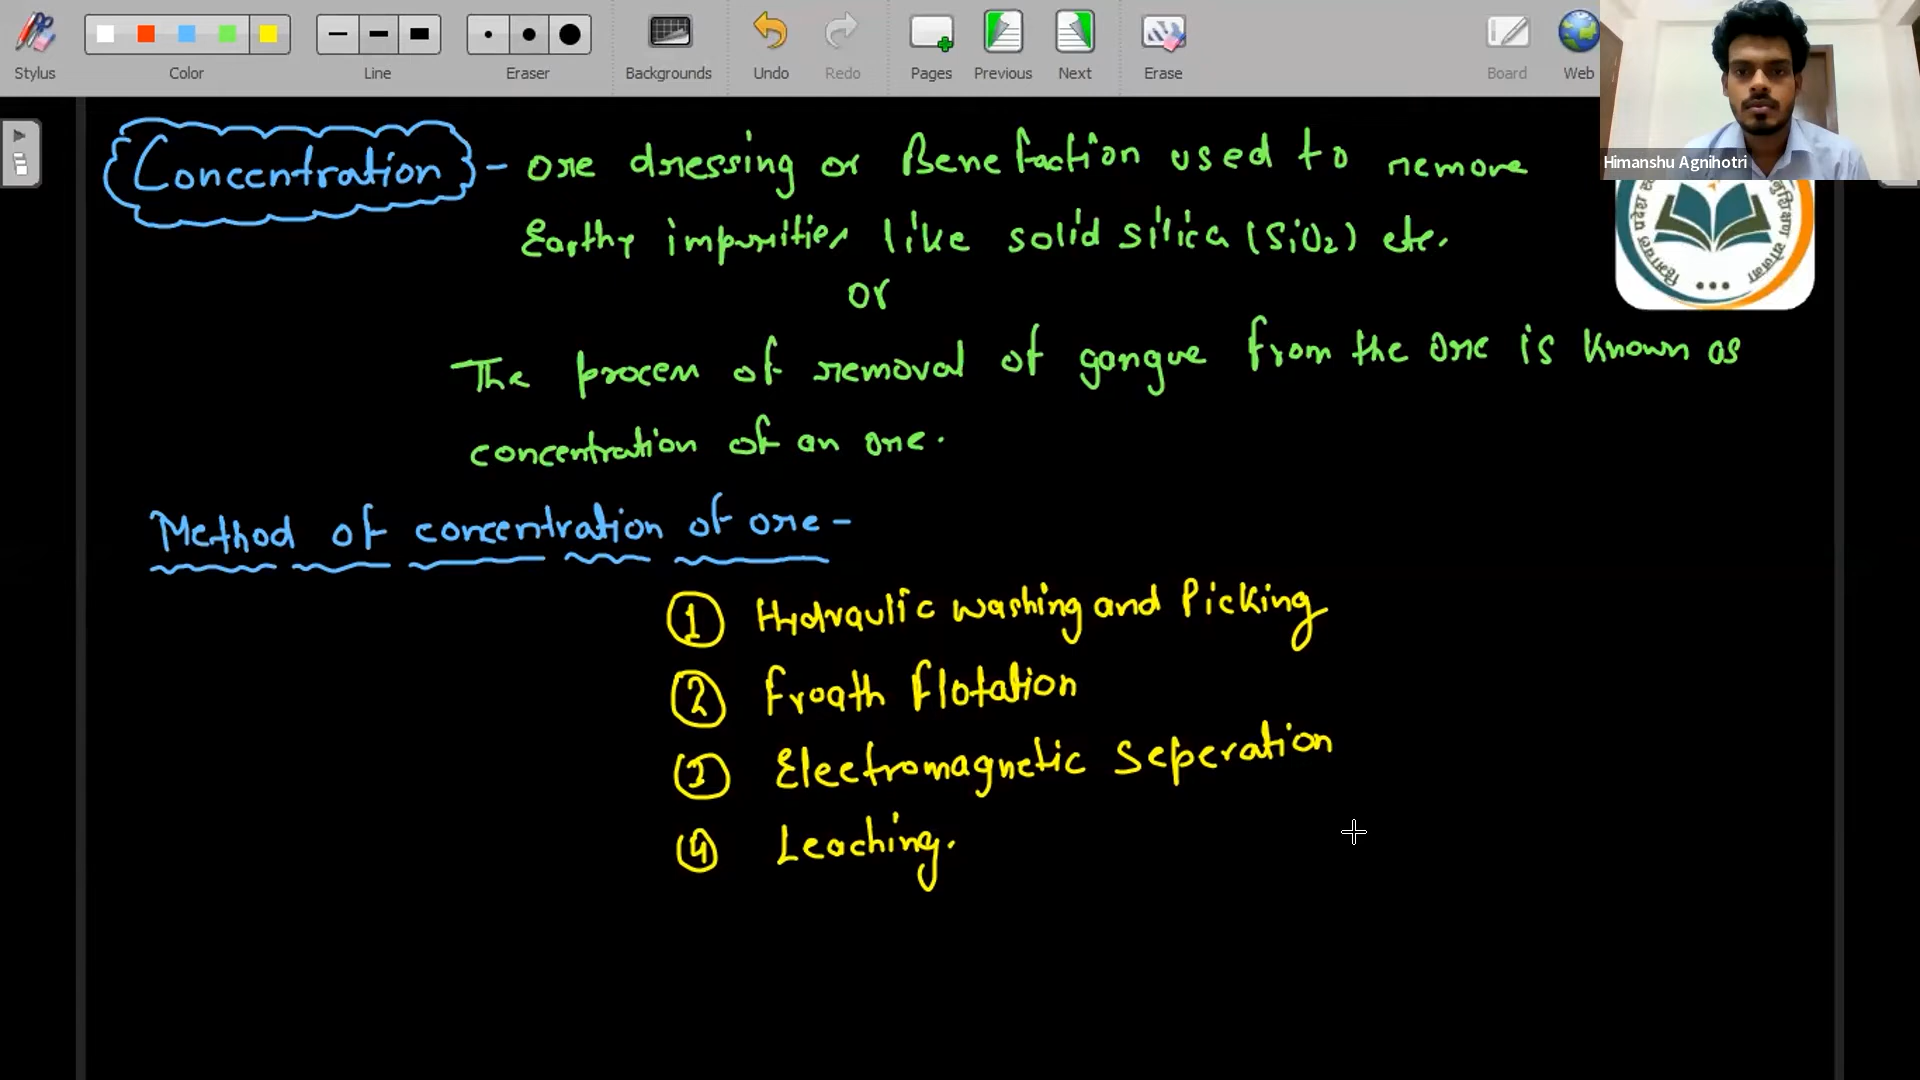 Stylus
Color
Line
Eraser
Backgrounds
Undo
Redo
Pages
Previous
Next
Erase
Board
Web
Himanshu Agnihotri
Concentration - Ore dressing or Benefaction used to remove
Earthy impurities like solid silica (SiO2) etc.
or
The process of removal of gangue from the ore is known as
concentration of an ore.
Method of concentration of ore -
1 Hydraulic washing and Picking
2 Froath flotation
3 Electromagnetic Seperation
4 Leaching.